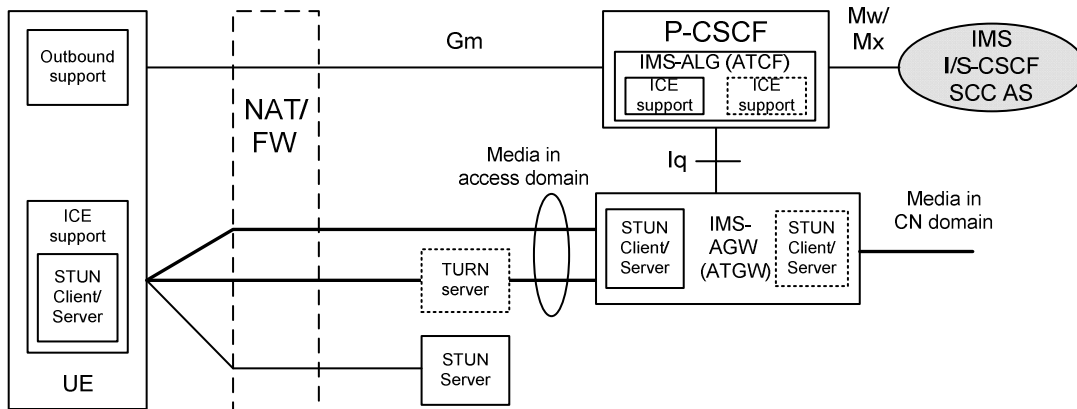 Outbound
support
ICE
support
STUN
Client/
Server
UE
NAT/
FW
Gm
P-CSCF
IMS-ALG (ATCF)
ICE
support
ICE
support
Mw/
Mx
IMS
I/S-CSCF
SCC AS
Iq
Media in
access domain
TURN
server
STUN
Server
STUN
Client/
Server
IMS-
AGW
(ATGW)
STUN
Client/
Server
Media in
CN domain